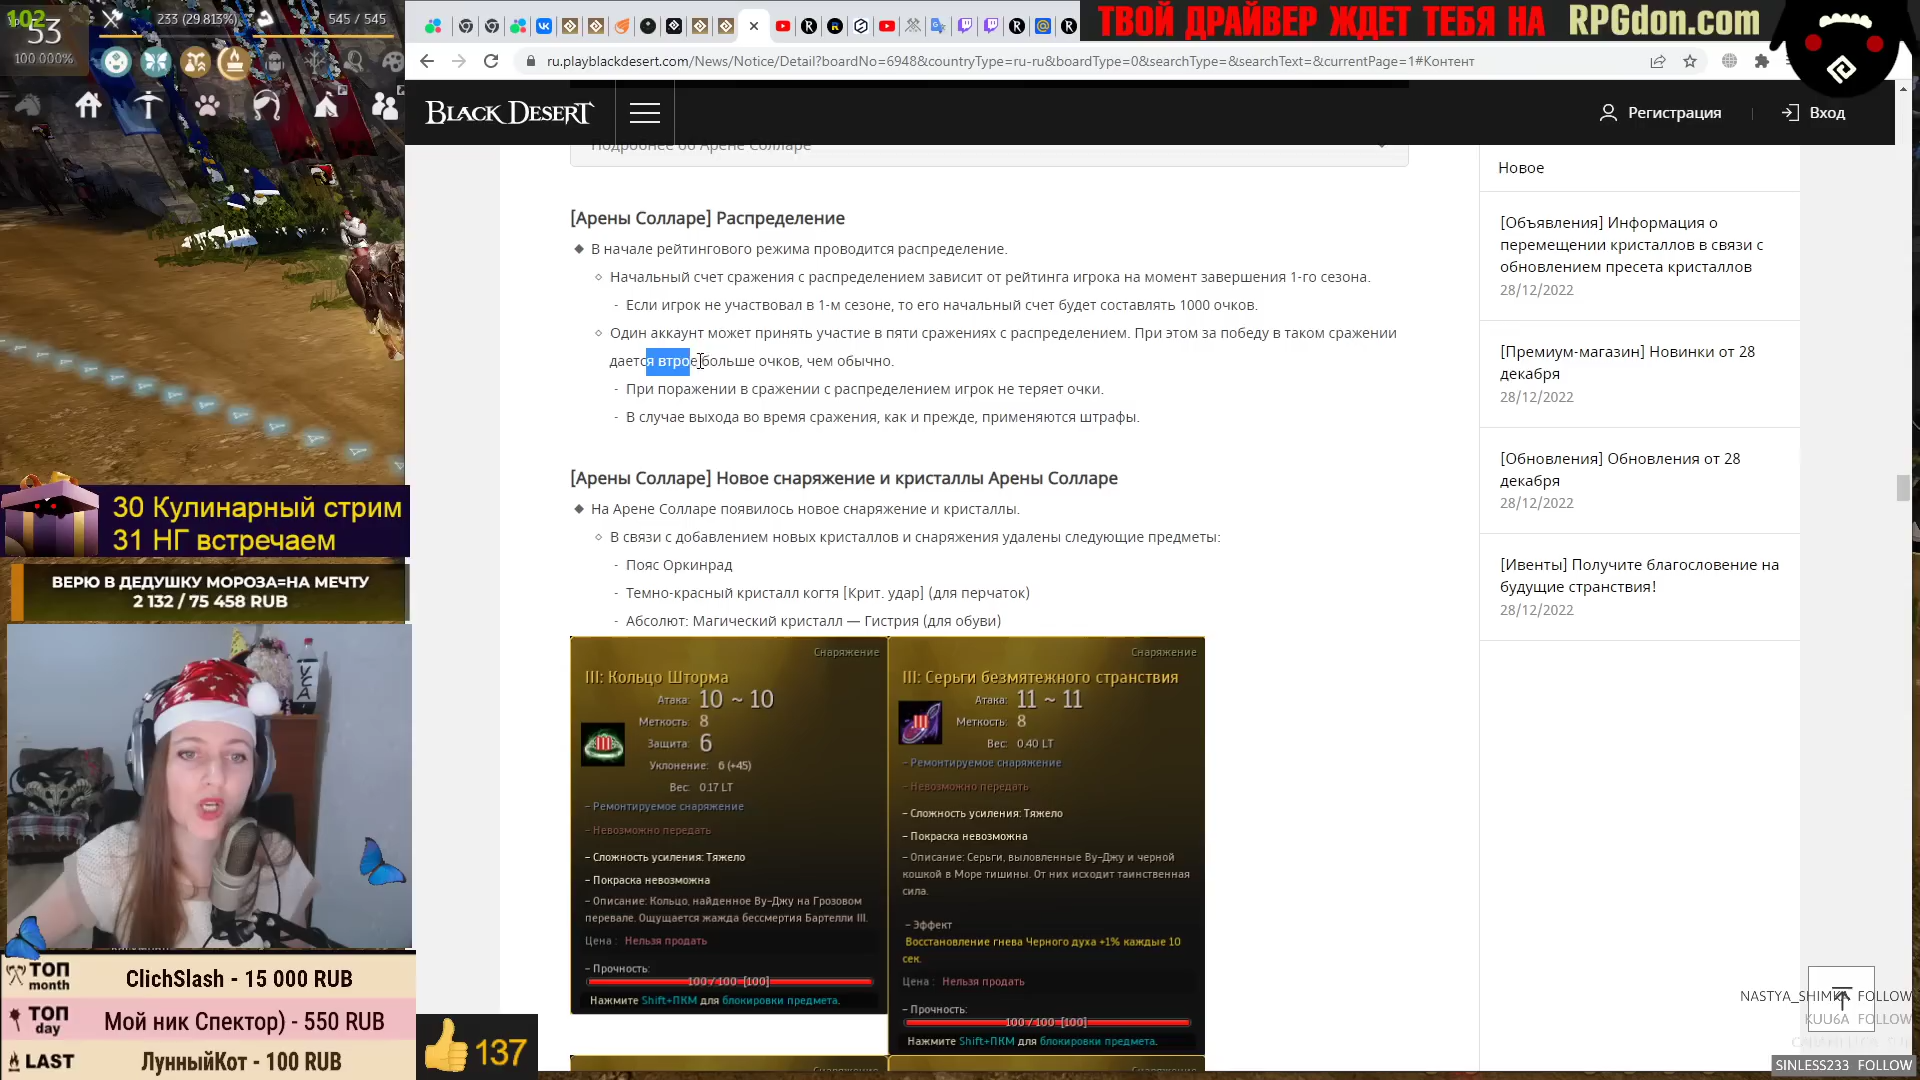 102
53
100.000%
233 (29.813%)
545 / 545
ТВОЙ ДРАЙВЕР ЖДЕТ ТЕБЯ НА RPGdon.com
ru.playblackdesert.com/News/Notice/Detail?boardNo=6948&countryType=ru-ru&boardType=0&searchType=&searchText=&currentPage=1#Контент
BLACK DESERT
Регистрация
Вход
Подробнее об Арене Солларе
[Арены Солларе] Распределение
В начале рейтингового режима проводится распределение.
Начальный счет сражения с распределением зависит от рейтинга игрока на момент завершения 1-го сезона.
- Если игрок не участвовал в 1-м сезоне, то его начальный счет будет составлять 1000 очков.
Один аккаунт может принять участие в пяти сражениях с распределением. При этом за победу в таком сражении
дается втрое больше очков, чем обычно.
- При поражении в сражении с распределением игрок не теряет очки.
- В случае выхода во время сражения, как и прежде, применяются штрафы.
[Арены Солларе] Новое снаряжение и кристаллы Арены Солларе
На Арене Солларе появилось новое снаряжение и кристаллы.
В связи с добавлением новых кристаллов и снаряжения удалены следующие предметы:
- Пояс Оркинрад
- Темно-красный кристалл когтя [Крит. удар] (для перчаток)
- Абсолют: Магический кристалл — Гистрия (для обуви)
Снаряжение
III: Кольцо Шторма
Атака: 10 ~ 10
Меткость: 8
Защита: 6
Уклонение: 6 (+45)
Вес: 0.17 LT
- Ремонтируемое снаряжение
- Невозможно передать
- Сложность усиления: Тяжело
- Покраска невозможна
- Описание: Кольцо, найденное Ву-Джу на Грозовом
перевале. Ощущается жажда бессмертия Бартелли III.
Цена : Нельзя продать
- Прочность:
100 / 100 [100]
Нажмите Shift+ПКМ для блокировки предмета.
Снаряжение
III: Серьги безмятежного странствия
Атака: 11 ~ 11
Меткость: 8
Вес: 0.40 LT
- Ремонтируемое снаряжение
- Невозможно передать
- Сложность усиления: Тяжело
- Покраска невозможна
- Описание: Серьги, выловленные Ву-Джу и черной
кошкой в Море тишины. От них исходит таинственная
сила.
- Эффект
Восстановление гнева Черного духа +1% каждые 10
сек.
Цена : Нельзя продать
- Прочность:
100 / 100 [100]
Нажмите Shift+ПКМ для блокировки предмета.
Снаряжение
Снаряжение
Новое
[Объявления] Информация о
перемещении кристаллов в связи с
обновлением пресета кристаллов
28/12/2022
[Премиум-магазин] Новинки от 28
декабря
28/12/2022
[Обновления] Обновления от 28
декабря
28/12/2022
[Ивенты] Получите благословение на
будущие странствия!
28/12/2022
30 Кулинарный стрим
31 НГ встречаем
ВЕРЮ В ДЕДУШКУ МОРОЗА=НА МЕЧТУ
2 132 / 75 458 RUB
ТОП month
ClichSlash - 15 000 RUB
ТОП day
Мой ник Спектор) - 550 RUB
LAST
ЛунныйКот - 100 RUB
137
NASTYA_SHIMKA FOLLOW
KUU6A FOLLOW
SINLESS233 FOLLOW